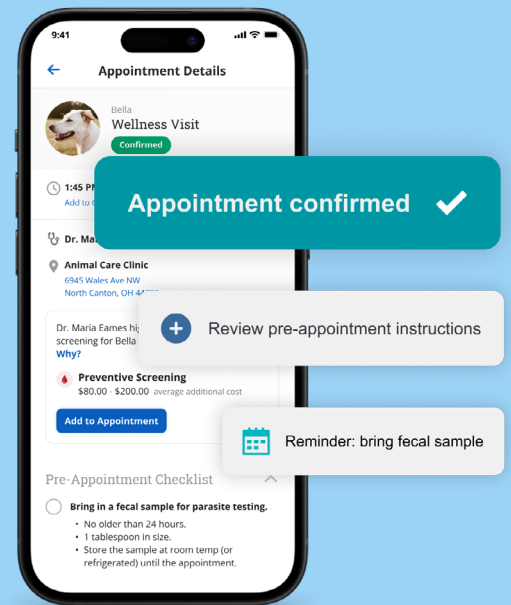 9:41
Appointment Details
Bella
Wellness Visit
Confirmed
1:45
Add to
Appointment confirmed
Dr.
Animal Care Clinic
6945 Wales Ave NW
North Canton, OH
Review pre-appointment instructions
Dr. Maria Eames
screening for Bella
Why?
Preventive Screening
$80.00 - $200.00 average additional cost
Add to Appointment
Reminder: bring fecal sample
Pre-Appointment Checklist
Bring in a fecal sample for parasite testing.
• No older than 24 hours.
• 1 tablespoon in size.
• Store the sample at room temp (or
refrigerated) until the appointment.